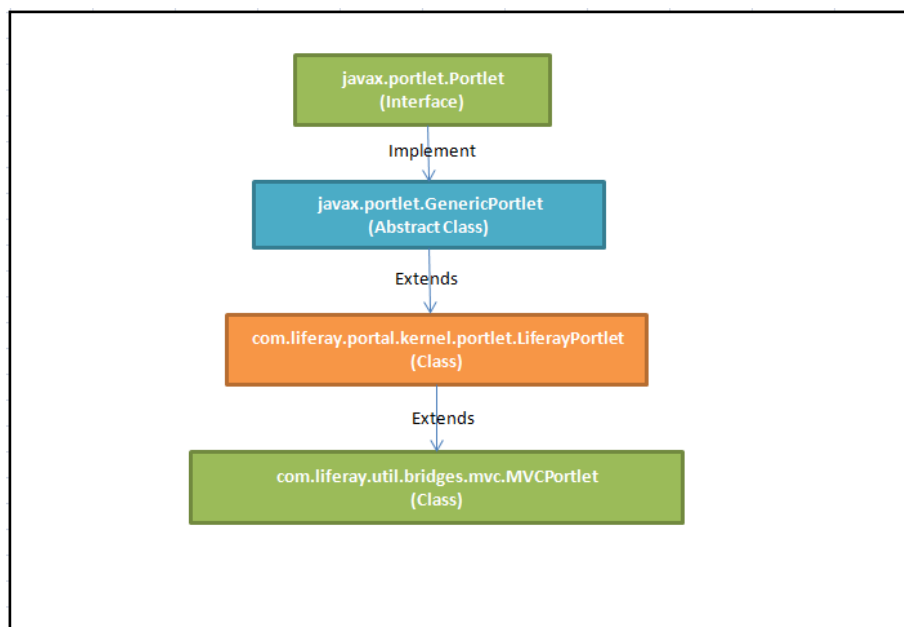 javax.portlet.Portlet
(Interface)
Implement
javax.portlet.GenericPortlet
(Abstract Class)
Extends
com.liferay.portal.kernel.portlet.LiferayPortlet
(Class)
Extends
com.liferay.util.bridges.mvc.MVCPortlet
(Class)